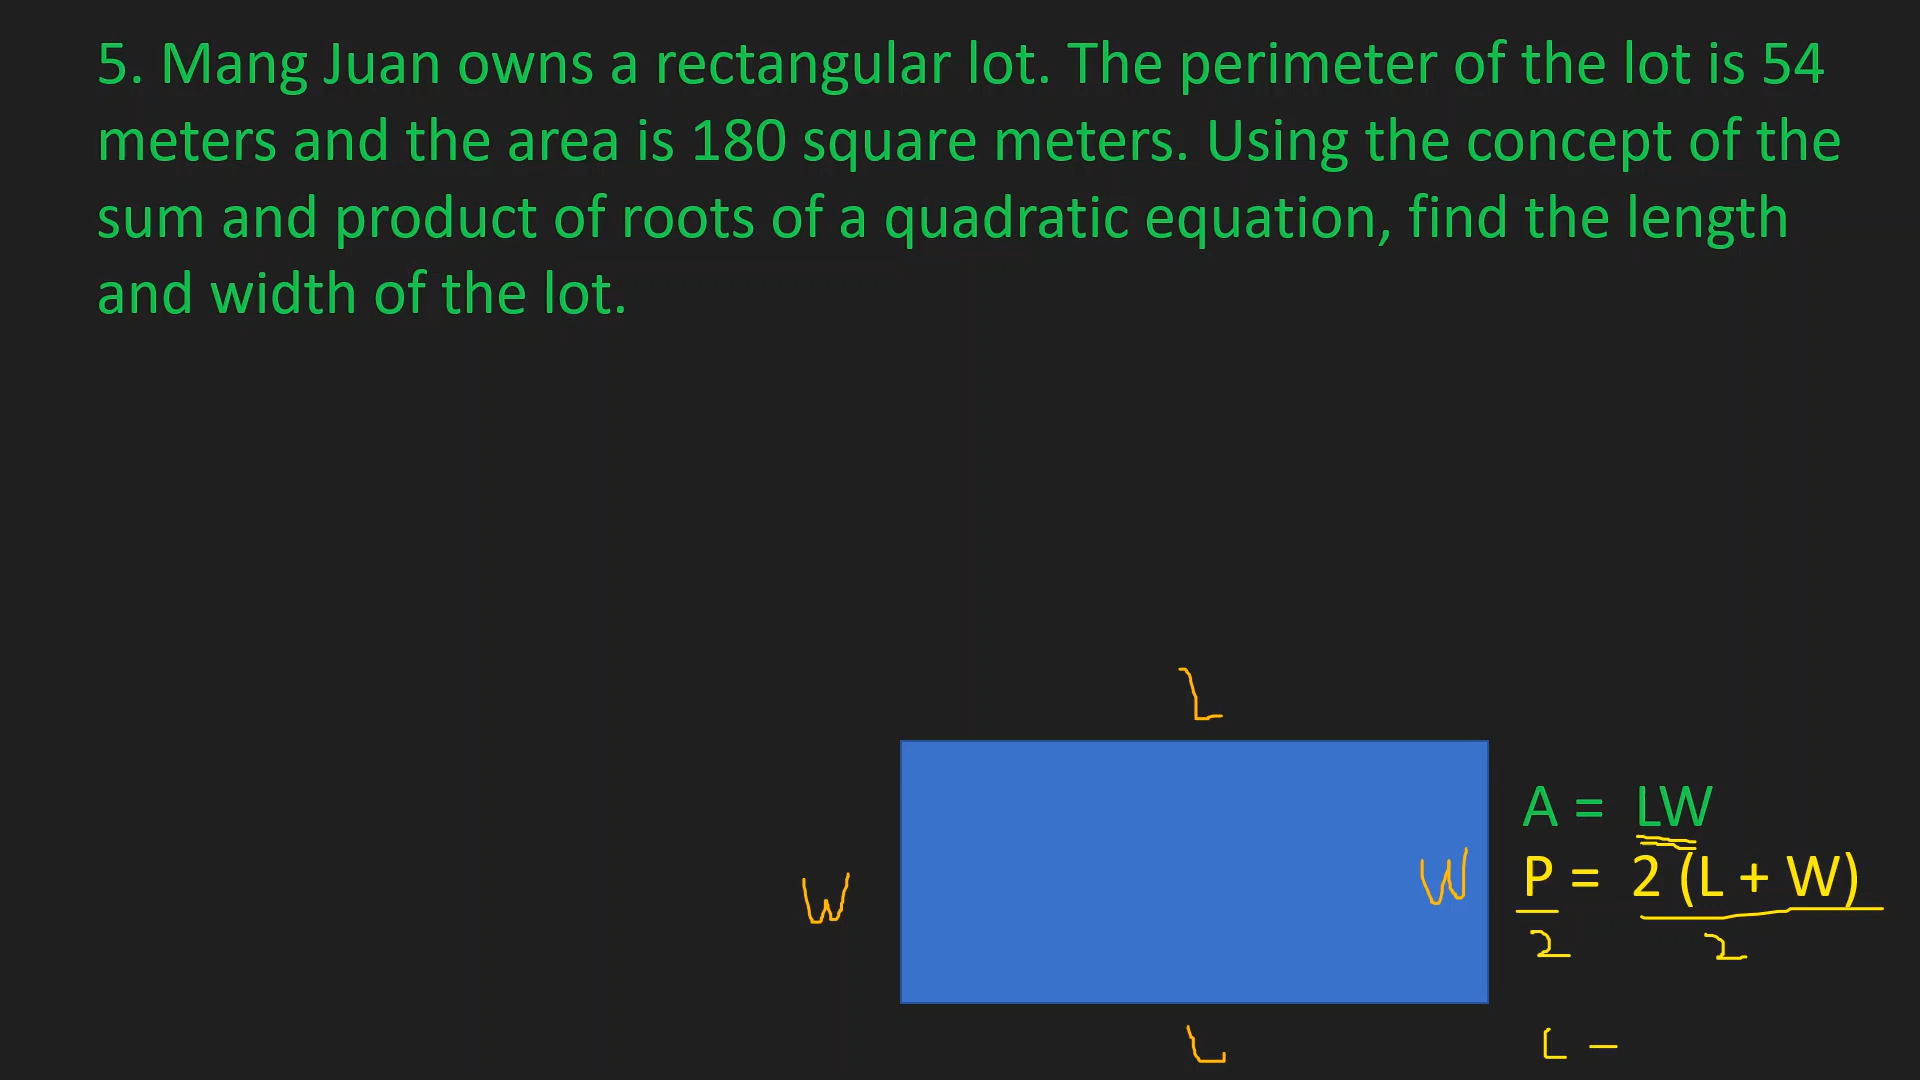 5. Mang Juan owns a rectangular lot. The perimeter of the lot is 54
meters and the area is 180 square meters. Using the concept of the
sum and product of roots of a quadratic equation, find the length
and width of the lot.
L
W
W
L
A = LW
P = 2 (L + W)
2 2
L –